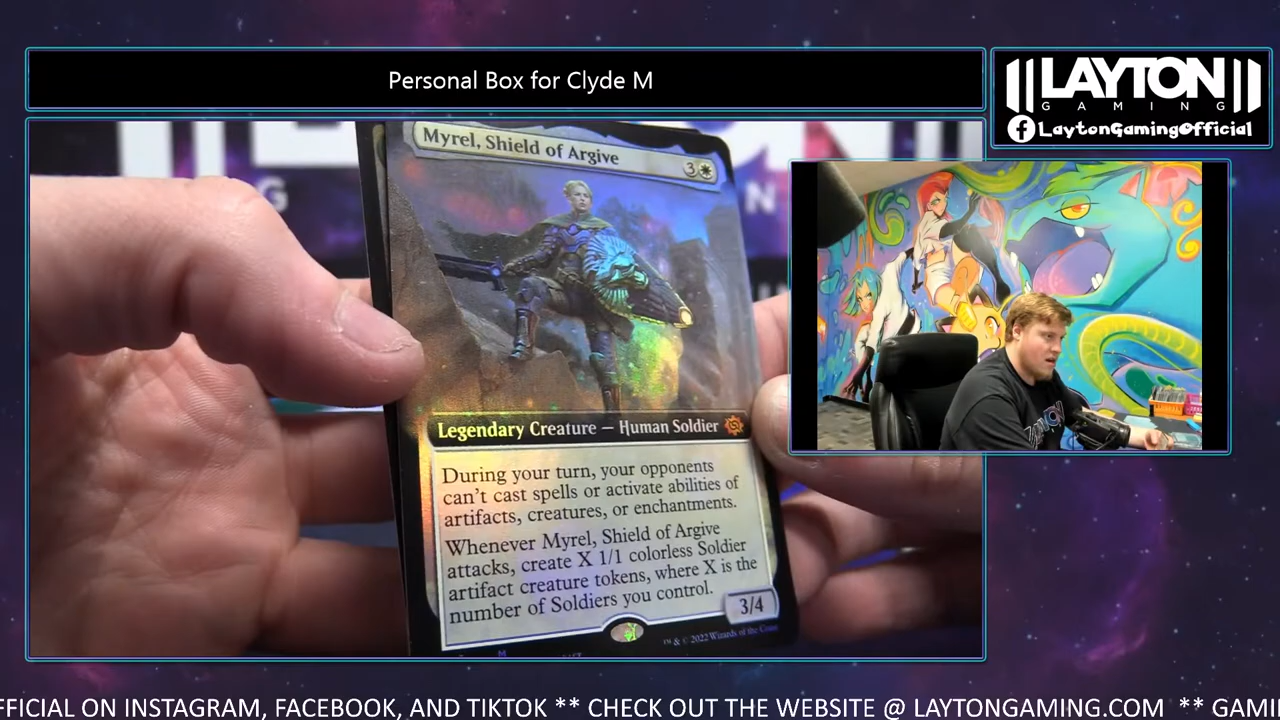 Personal Box for Clyde M
LAYTON
GAMING
LaytonGamingOfficial
Myrel, Shield of Argive
3
Legendary Creature — Human Soldier
During your turn, your opponents
can't cast spells or activate abilities of
artifacts, creatures, or enchantments.
Whenever Myrel, Shield of Argive
attacks, create X 1/1 colorless Soldier
artifact creature tokens, where X is the
number of Soldiers you control.
3/4
™ & © 2022 Wizards of the Coast
M
FFICIAL ON INSTAGRAM, FACEBOOK, AND TIKTOK ** CHECK OUT THE WEBSITE @ LAYTONGAMING.COM ** GAMI